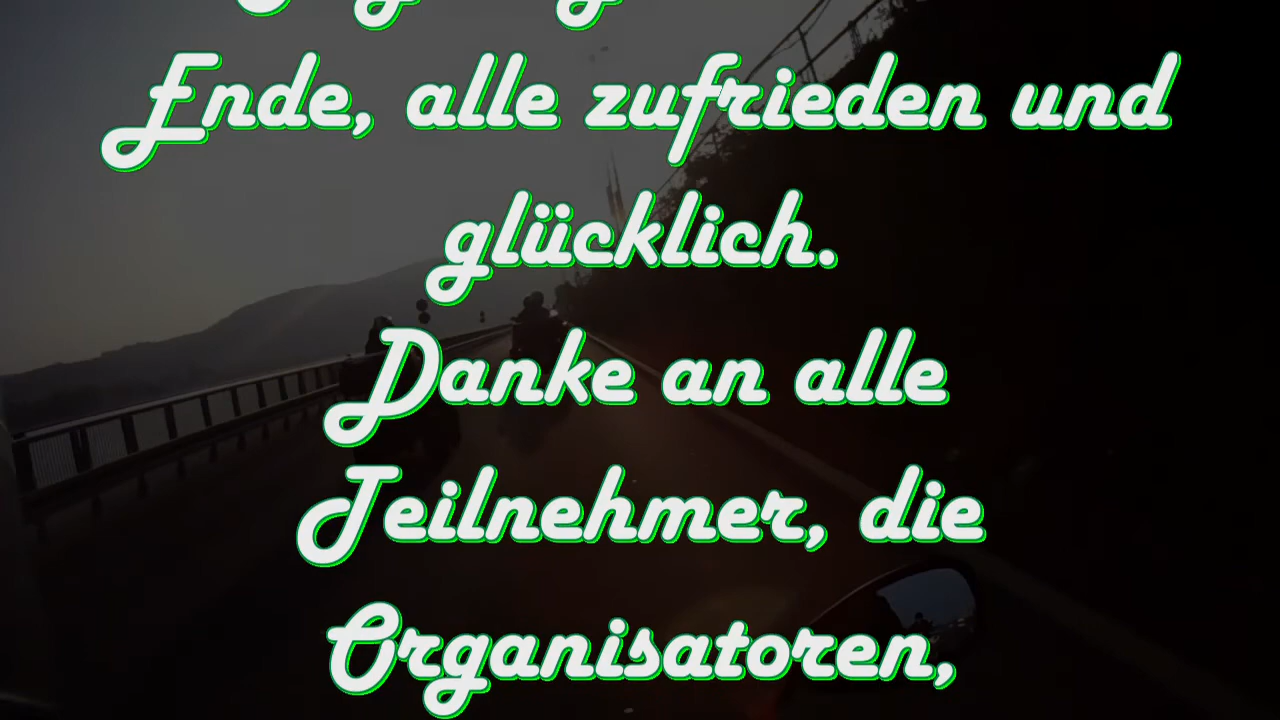 Ende, alle zufrieden und
glücklich.
Danke an alle
Teilnehmer, die
Organisatoren,